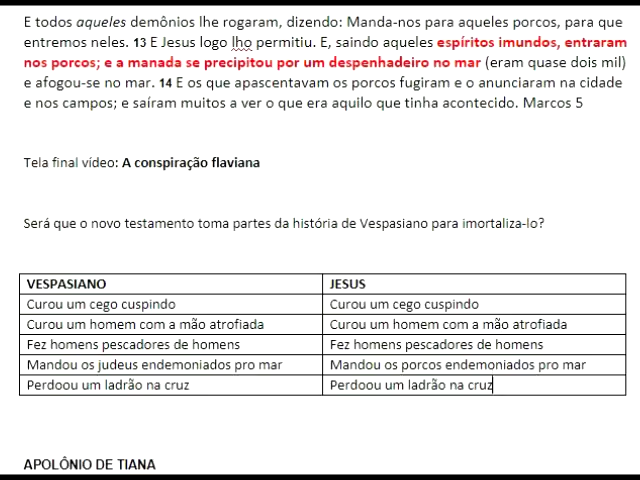 E todos aqueles demônios lhe rogaram, dizendo: Manda-nos para aqueles porcos, para que
entremos neles. 13 E Jesus logo lho permitiu. E, saindo aqueles espíritos imundos, entraram
nos porcos; e a manada se precipitou por um despenhadeiro no mar (eram quase dois mil)
e afogou-se no mar. 14 E os que apascentavam os porcos fugiram e o anunciaram na cidade
e nos campos; e saíram muitos a ver o que era aquilo que tinha acontecido. Marcos 5
Tela final vídeo: A conspiração flaviana
Será que o novo testamento toma partes da história de Vespasiano para imortaliza-lo?
VESPASIANO JESUS
Curou um cego cuspindo Curou um cego cuspindo
Curou um homem com a mão atrofiada Curou um homem com a mão atrofiada
Fez homens pescadores de homens Fez homens pescadores de homens
Mandou os judeus endemoniados pro mar Mandou os porcos endemoniados pro mar
Perdoou um ladrão na cruz Perdoou um ladrão na cruz
APOLÔNIO DE TIANA